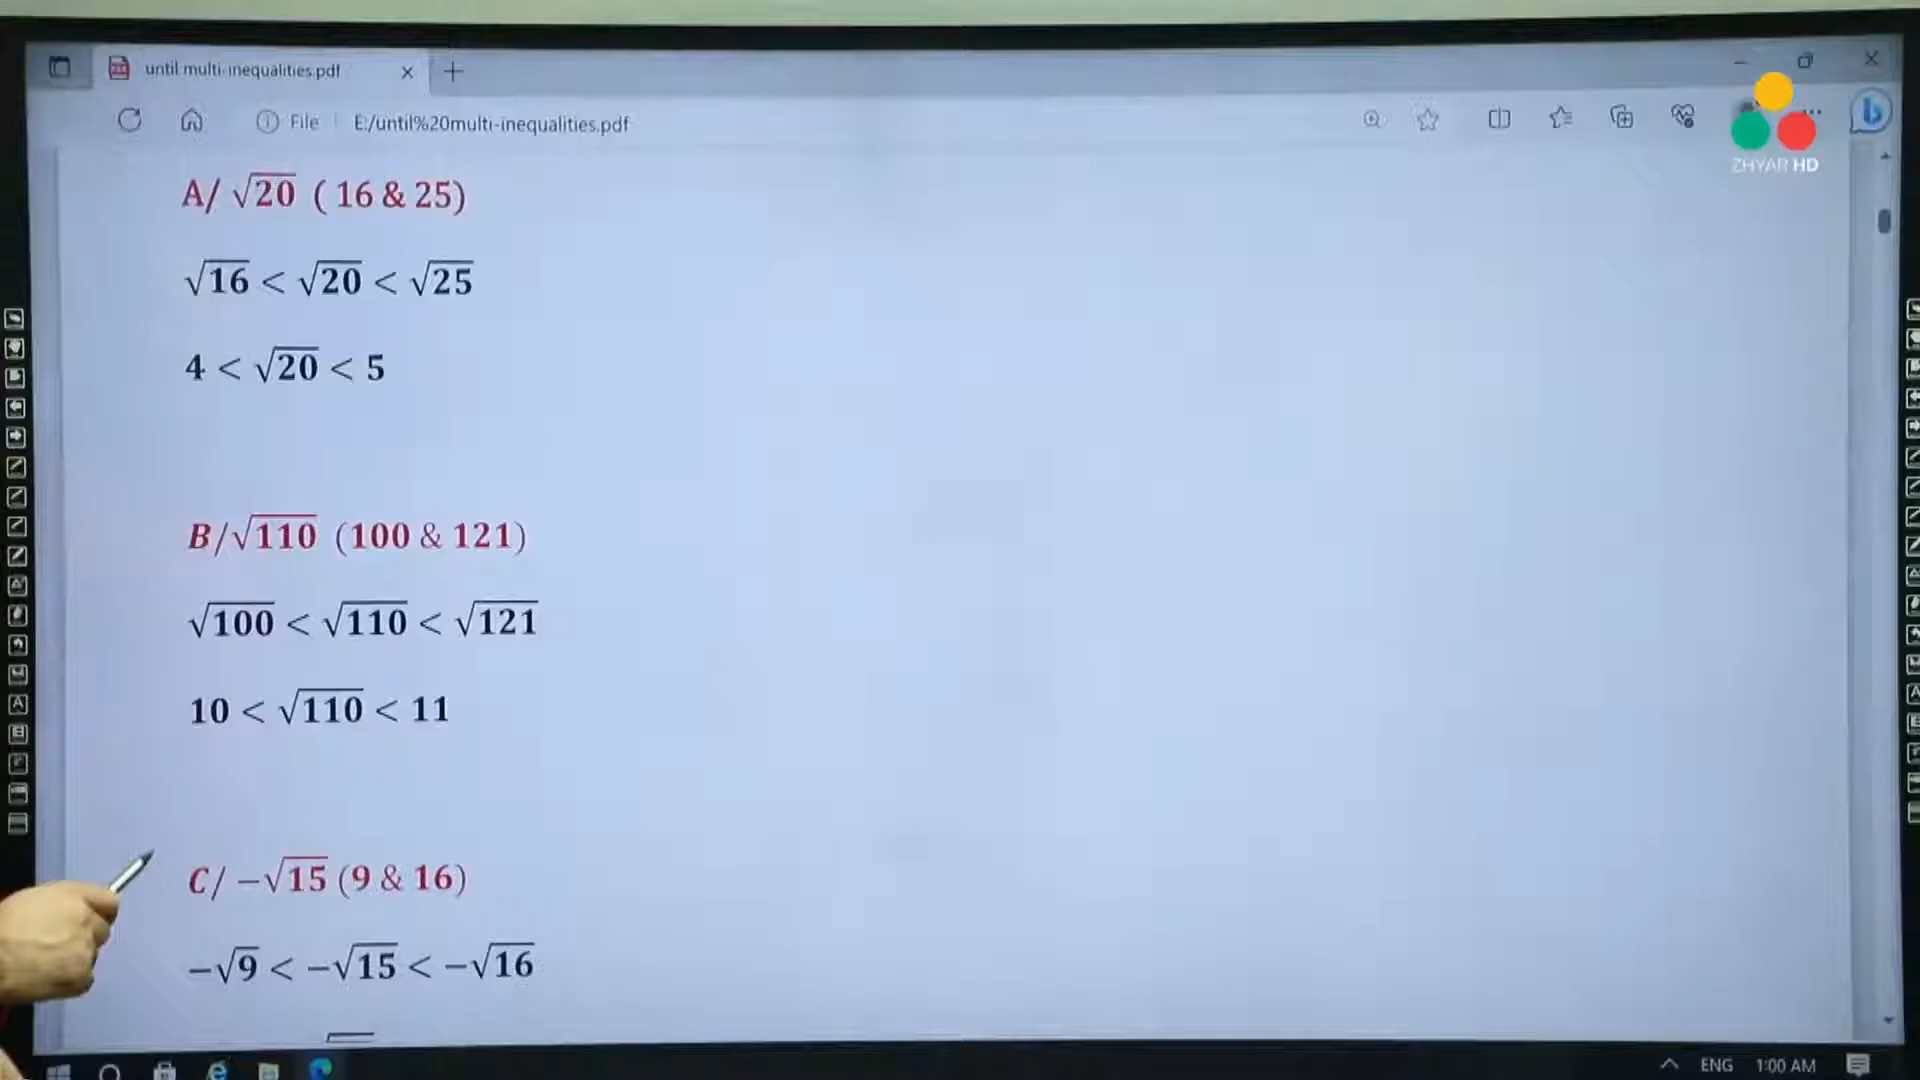 until multi-inequalities.pdf
File E:/until%20multi-inequalities.pdf
ZHYAR HD
A/ √20 ( 16 & 25)
√16 < √20 < √25
4 < √20 < 5
B/√110 (100 & 121)
√100 < √110 < √121
10 < √110 < 11
C/ −√15 (9 & 16)
−√9 < −√15 < −√16
ENG 1:00 AM